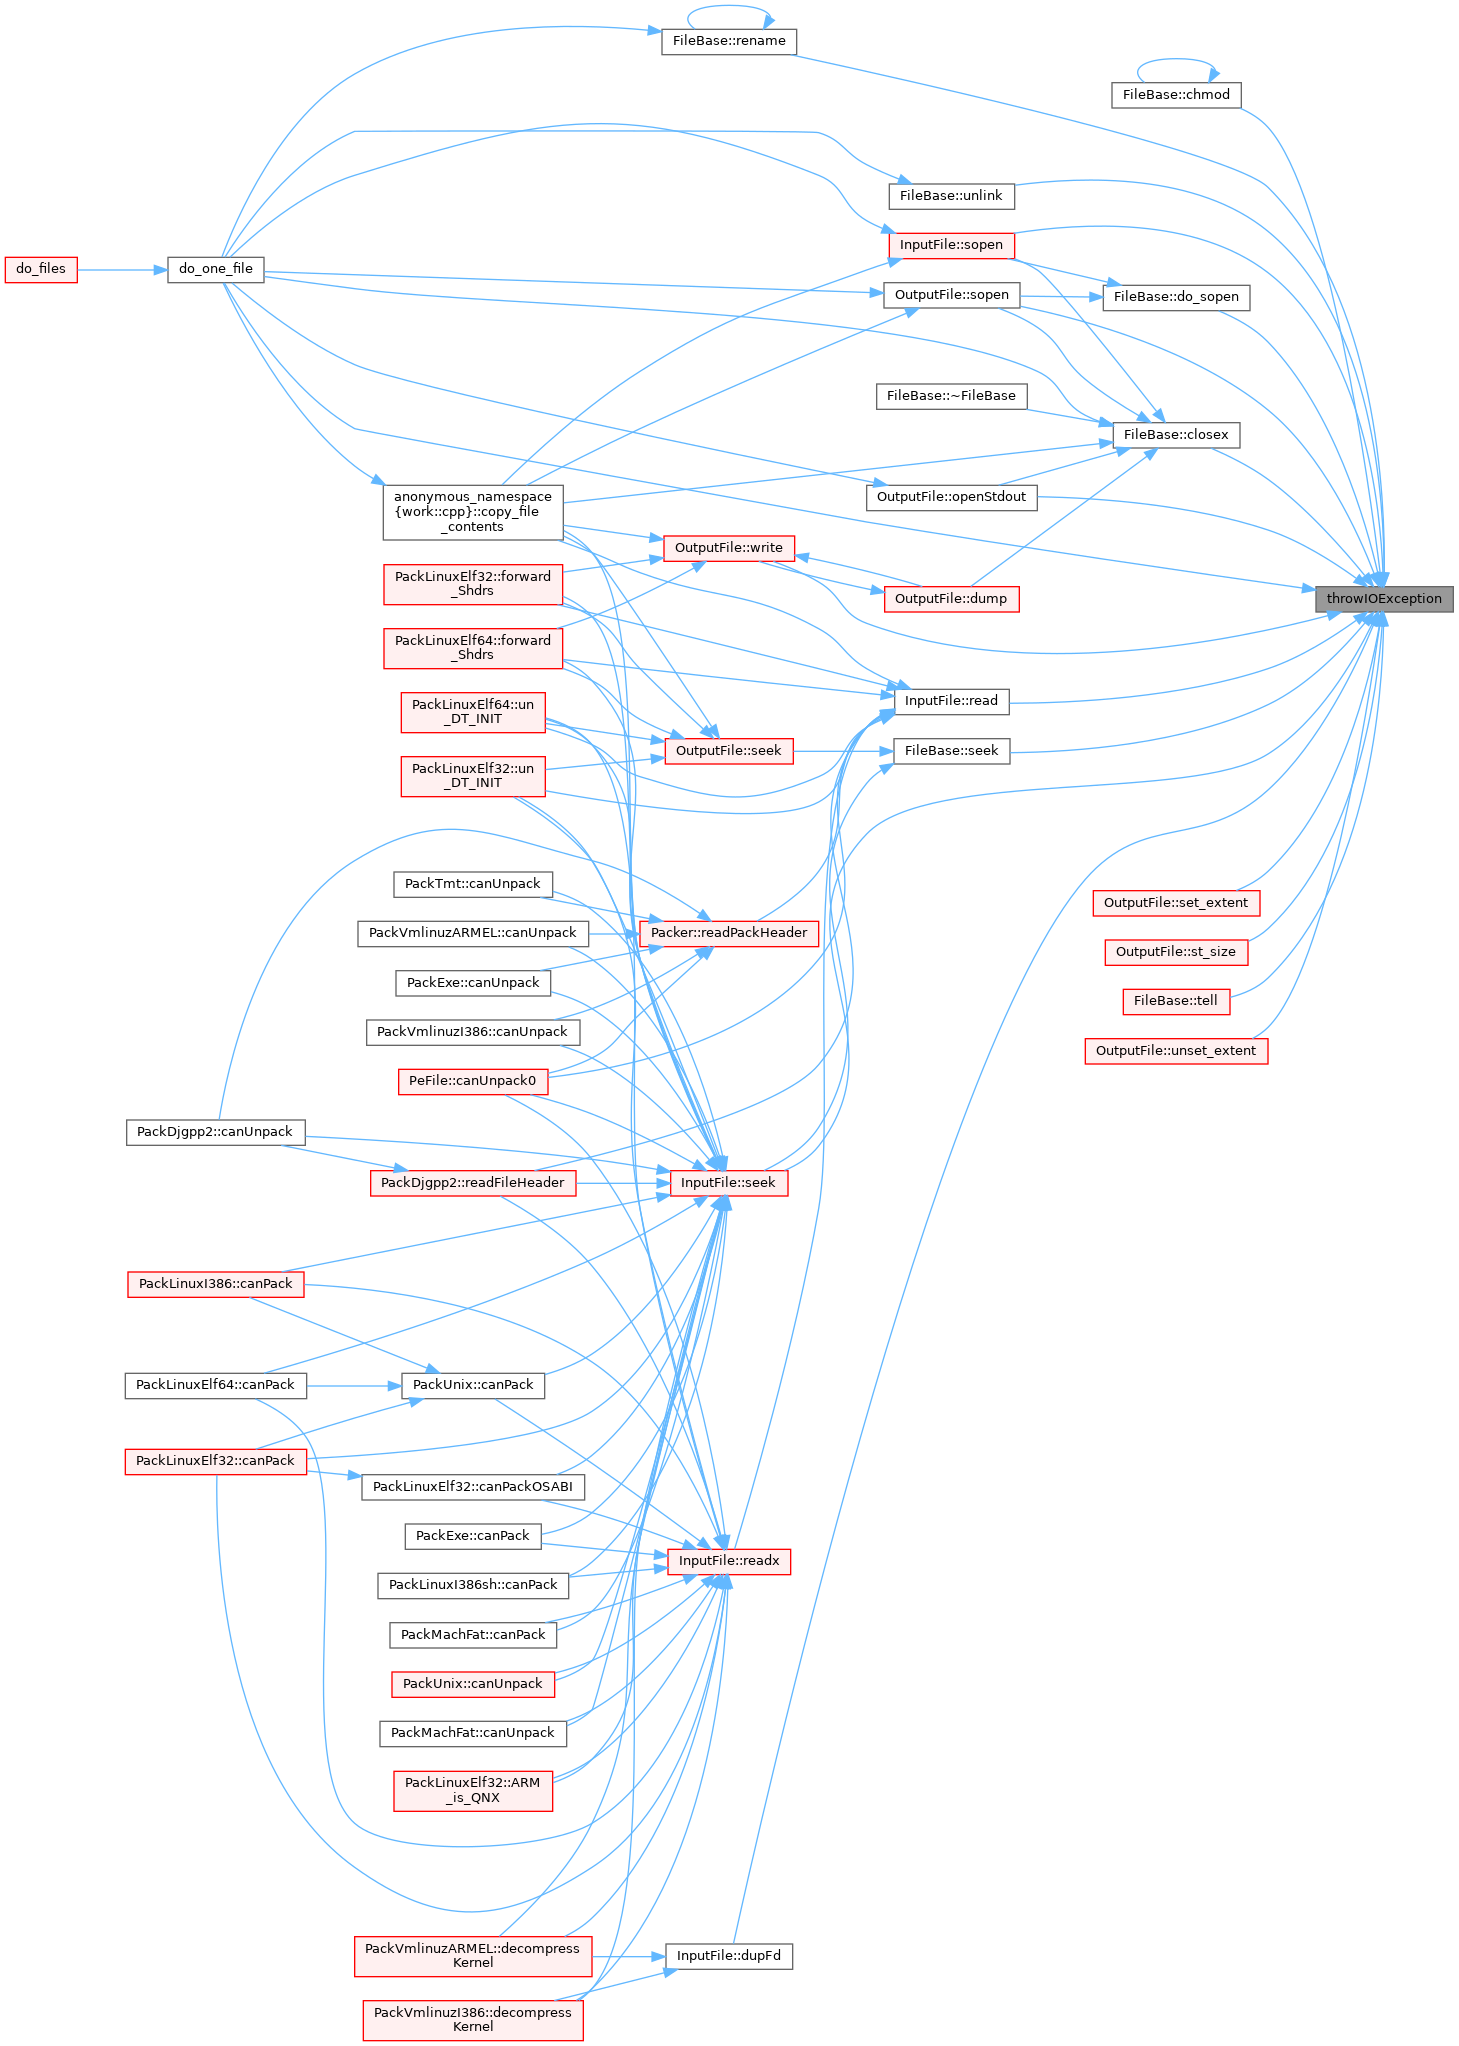 FileBase::rename
FileBase::chmod
FileBase::unlink
InputFile::sopen
do_files
do_one_file
OutputFile::sopen
FileBase::do_sopen
FileBase::~FileBase
FileBase::closex
anonymous_namespace
{work::cpp}::copy_file
_contents
OutputFile::openStdout
OutputFile::write
PackLinuxElf32::forward
_Shdrs
OutputFile::dump
throwIOException
PackLinuxElf64::forward
_Shdrs
InputFile::read
PackLinuxElf64::un
_DT_INIT
OutputFile::seek
FileBase::seek
PackLinuxElf32::un
_DT_INIT
PackTmt::canUnpack
OutputFile::set_extent
PackVmlinuzARMEL::canUnpack
Packer::readPackHeader
OutputFile::st_size
PackExe::canUnpack
FileBase::tell
PackVmlinuzI386::canUnpack
OutputFile::unset_extent
PeFile::canUnpack0
PackDjgpp2::canUnpack
PackDjgpp2::readFileHeader
InputFile::seek
PackLinuxI386::canPack
PackLinuxElf64::canPack
PackUnix::canPack
PackLinuxElf32::canPack
PackLinuxElf32::canPackOSABI
PackExe::canPack
InputFile::readx
PackLinuxI386sh::canPack
PackMachFat::canPack
PackUnix::canUnpack
PackMachFat::canUnpack
PackLinuxElf32::ARM
_is_QNX
PackVmlinuzARMEL::decompress
Kernel
InputFile::dupFd
PackVmlinuzI386::decompress
Kernel